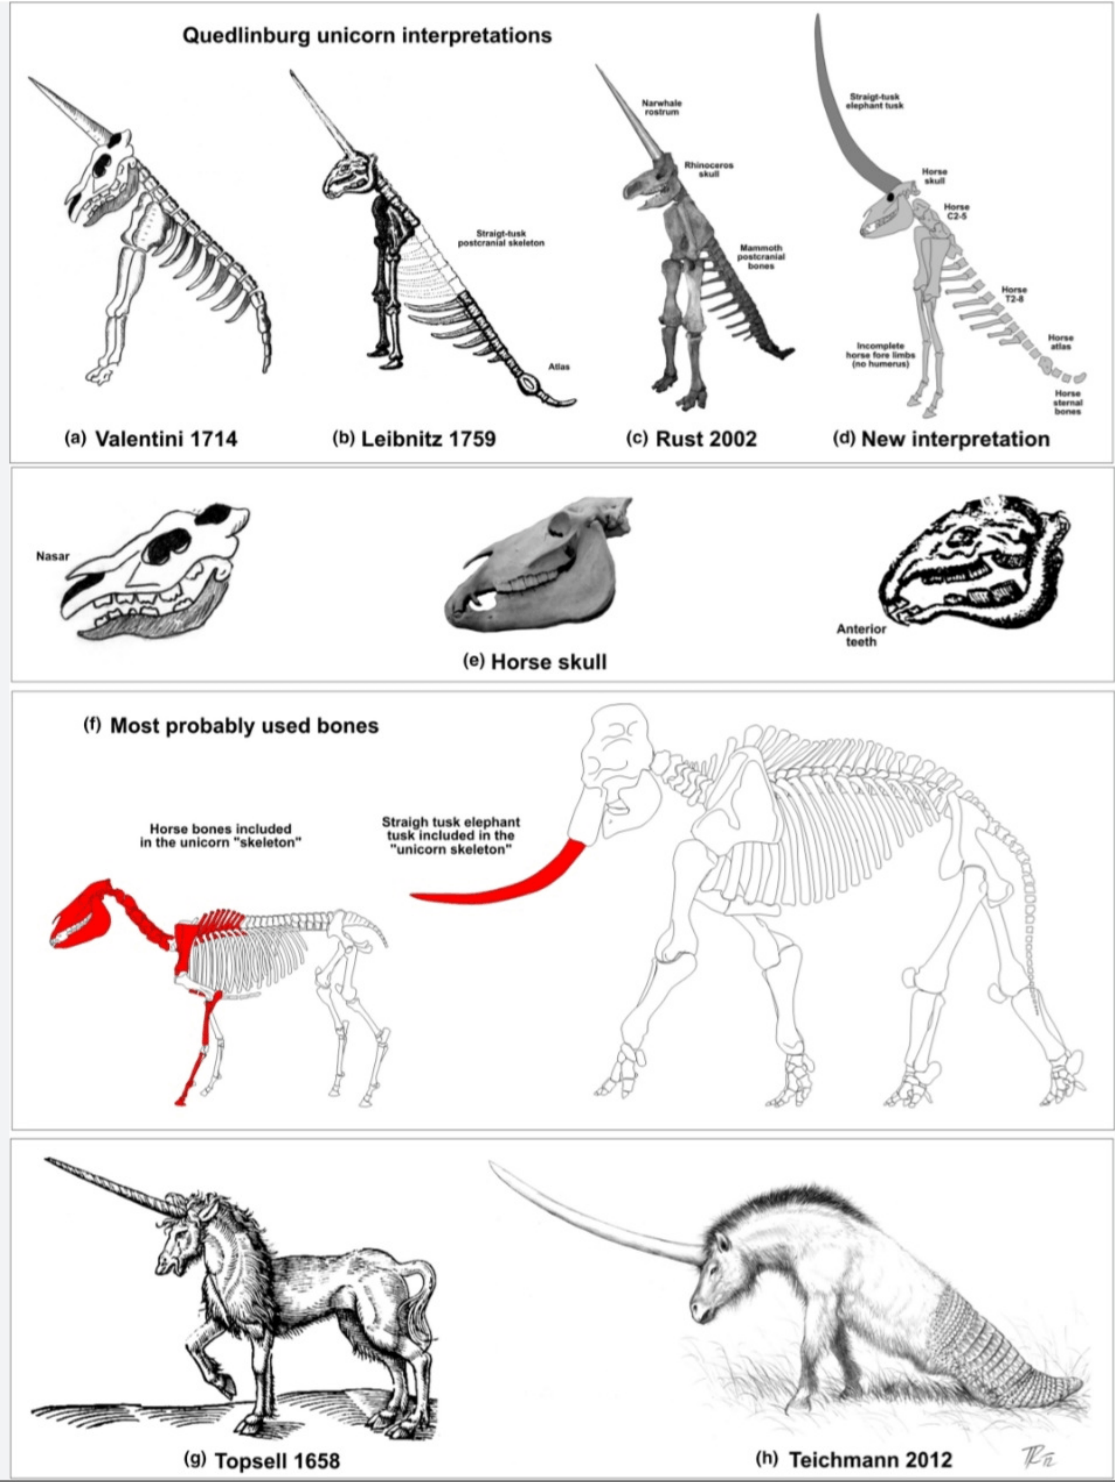 Quedlinburg unicorn interpretations
Narwhale
rostrum
Rhinoceros
skull
Mammoth
postcranial
bones
Straigt-tusk
postcranial skeleton
Atlas
Straigt-tusk
elephant tusk
Horse
skull
Horse
C2-5
Horse
T2-8
Horse
atlas
Horse
sternal
bones
Incomplete
horse fore limbs
(no humerus)
(a) Valentini 1714
(b) Leibnitz 1759
(c) Rust 2002
(d) New interpretation
Nasar
Anterior
teeth
(e) Horse skull
(f) Most probably used bones
Horse bones included
in the unicorn "skeleton"
Straigh tusk elephant
tusk included in the
"unicorn skeleton"
(g) Topsell 1658
(h) Teichmann 2012